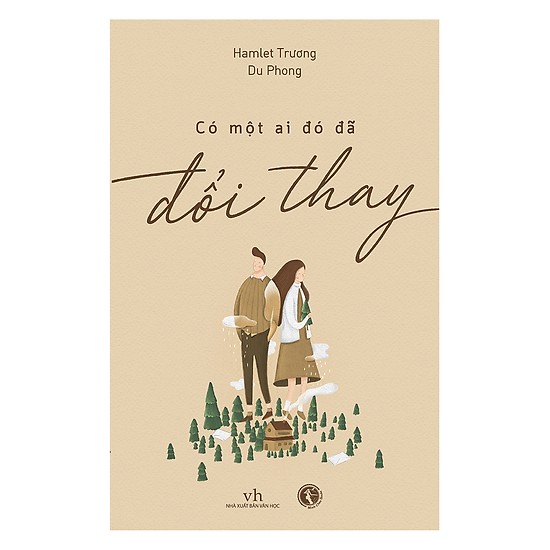 Hamlet Trương
Du Phong
Có một ai đó đã
đổi thay
vh
NHÀ XUẤT BẢN VĂN HỌC